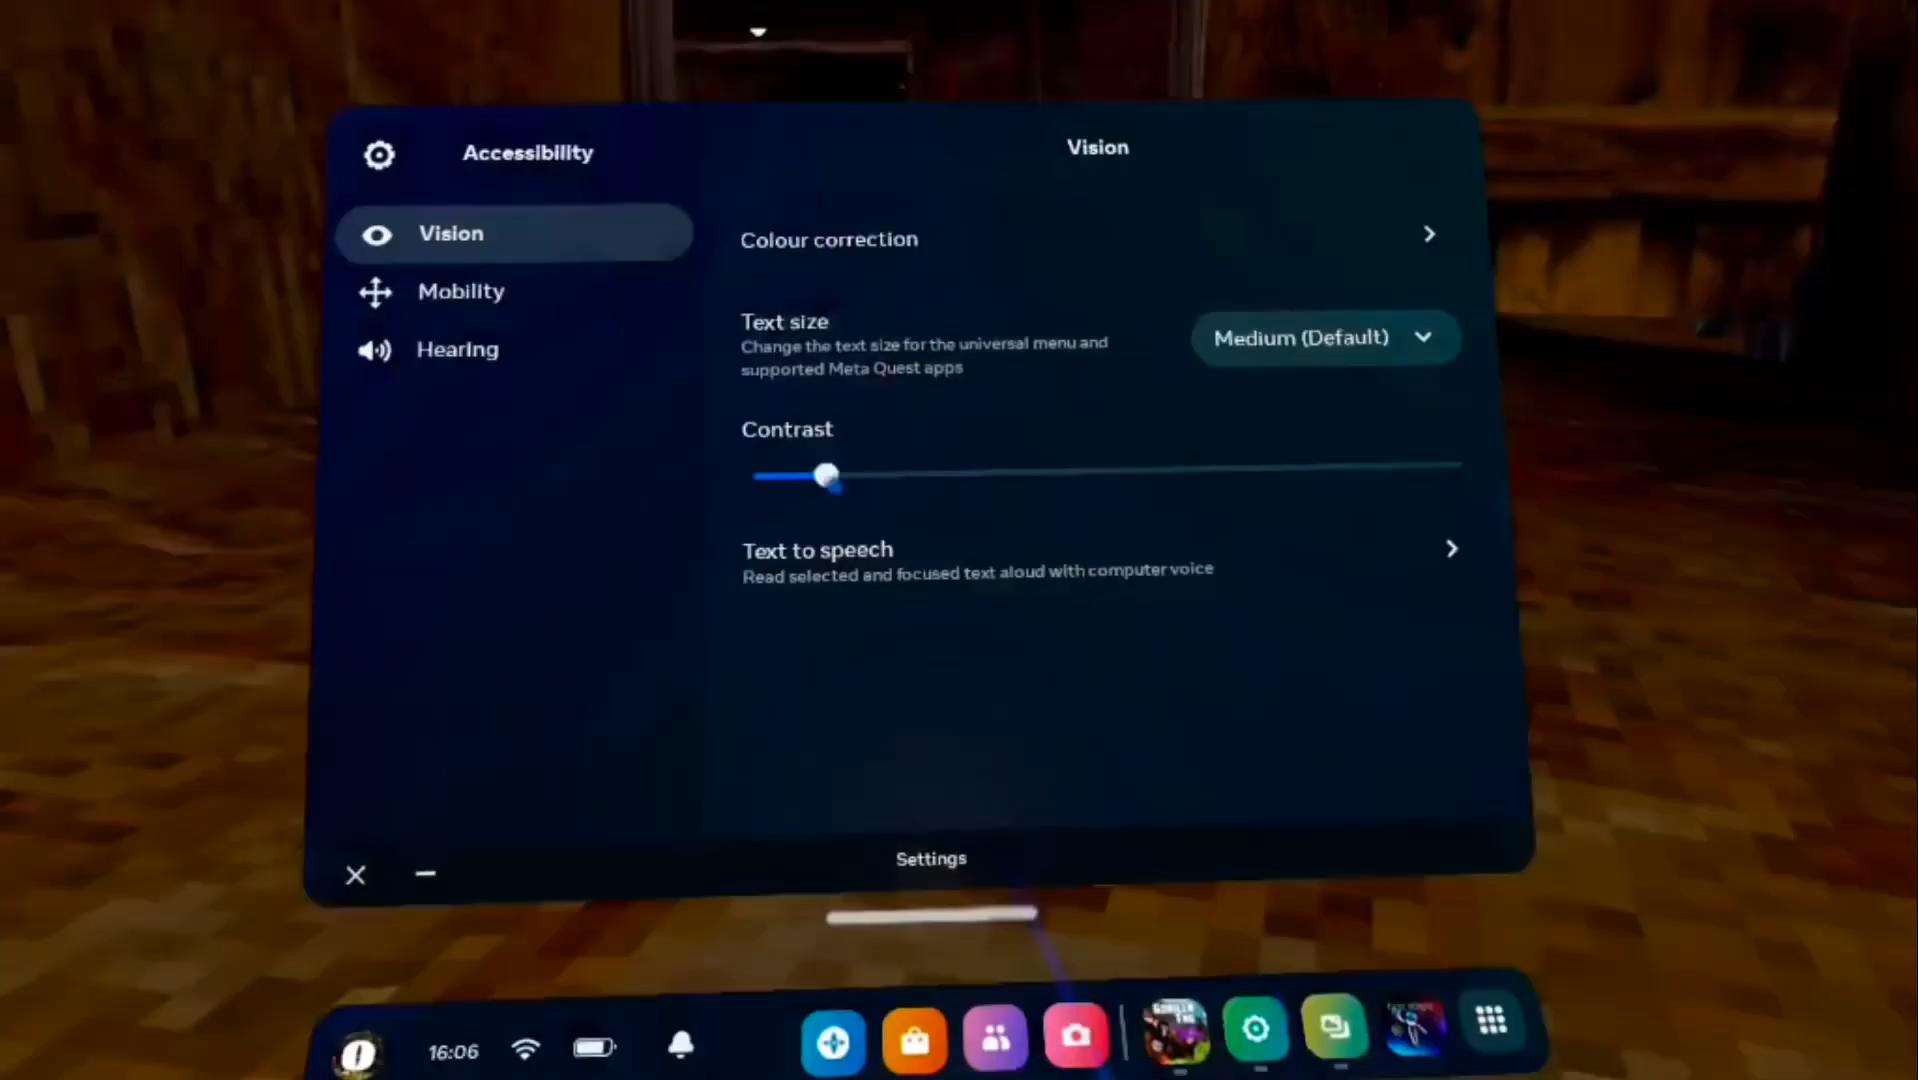 Accessibility
Vision
Mobility
Hearing
Vision
Colour correction
Text size
Change the text size for the universal menu and
supported Meta Quest apps
Medium (Default)
Contrast
Text to speech
Read selected and focused text aloud with computer voice
Settings
16:06
GORILLA
TAG